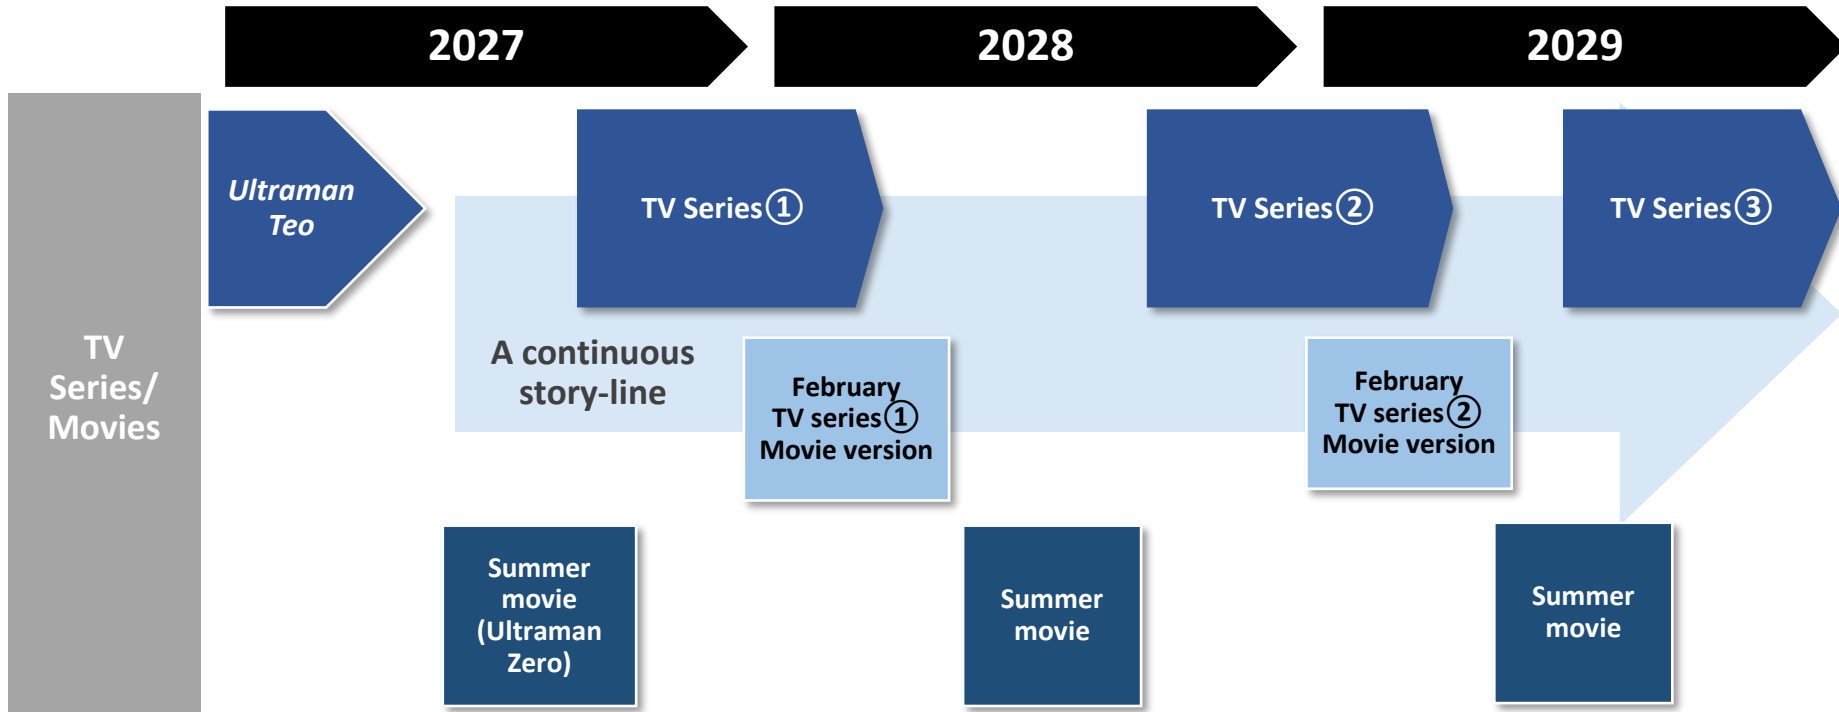 2027
2028
2029
TV
Series/
Movies
Ultraman
Teo
TV Series①
TV Series②
TV Series③
A continuous
story-line
February
TV series①
Movie version
February
TV series②
Movie version
Summer
movie
(Ultraman
Zero)
Summer
movie
Summer
movie